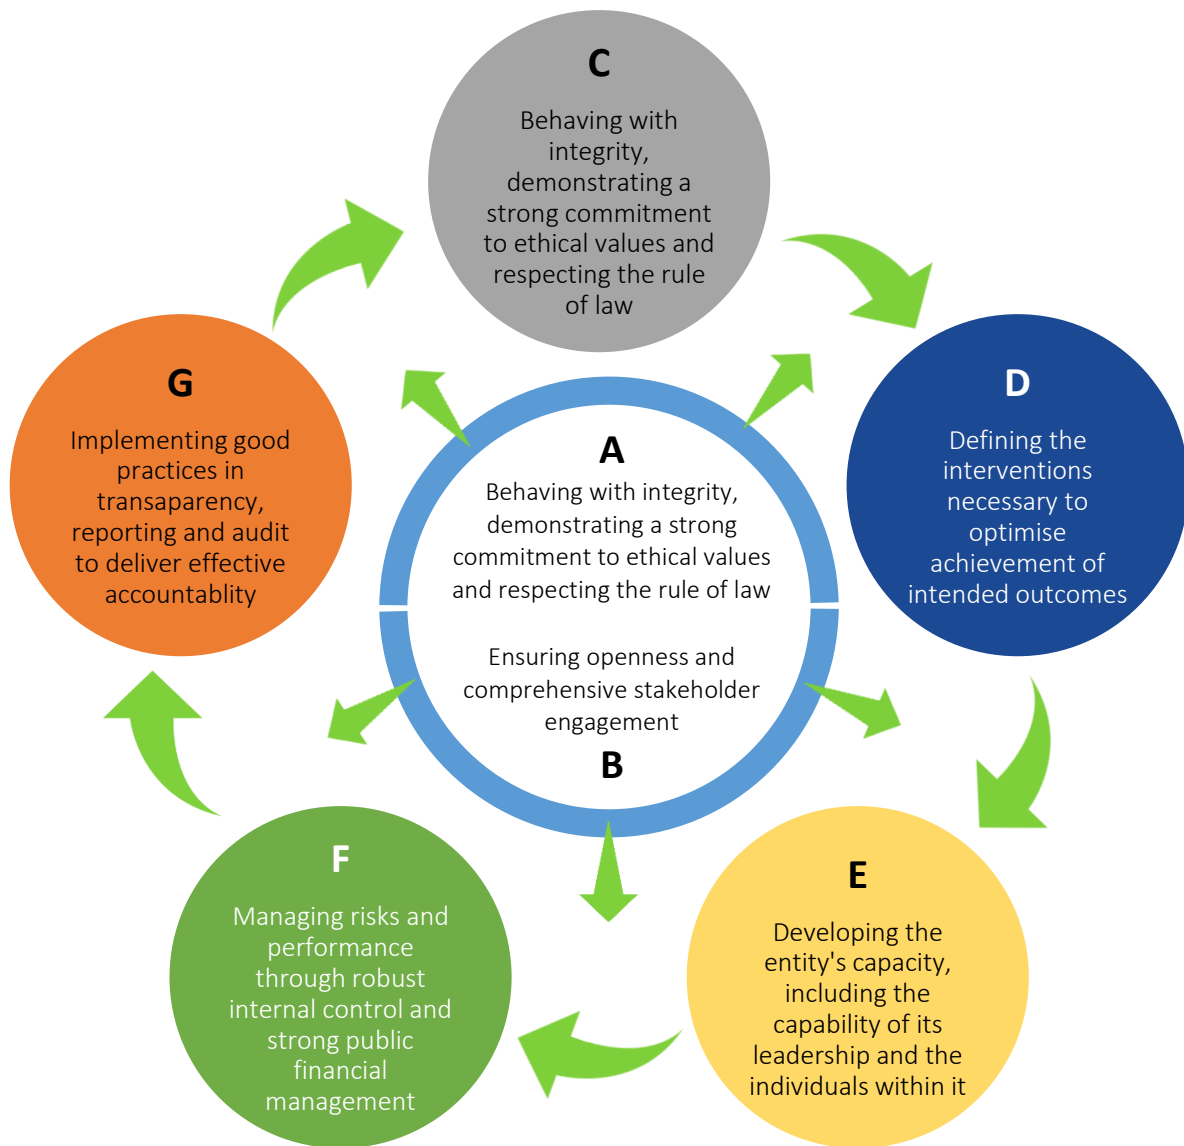 C
Behaving with
integrity,
demonstrating a
strong commitment
to ethical values and
respecting the rule
of law
G
Implementing good
practices in
transaparency,
reporting and audit
to deliver effective
accountablity
A
Behaving with integrity,
demonstrating a strong
commitment to ethical values
and respecting the rule of law
Ensuring openness and
comprehensive stakeholder
engagement
B
D
Defining the
interventions
necessary to
optimise
achievement of
intended outcomes
F
Managing risks and
performance
through robust
internal control and
strong public
financial
management
E
Developing the
entity's capacity,
including the
capability of its
leadership and the
individuals within it